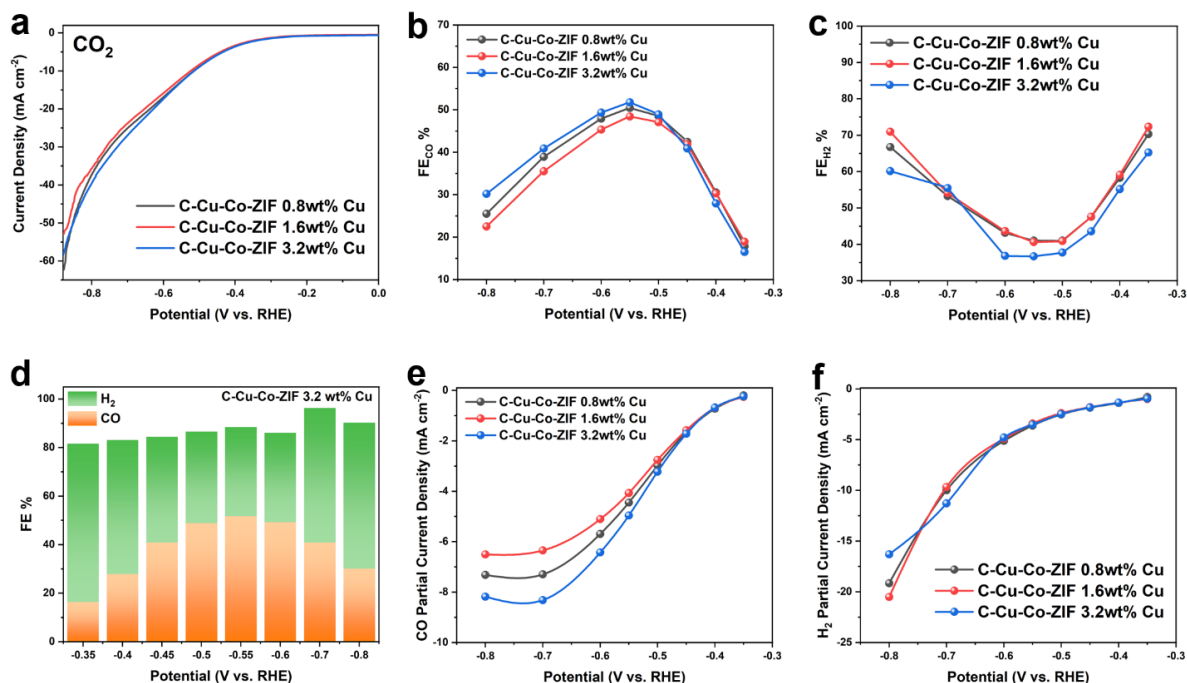 a
CO₂
0
-10
-20
-30
-40
-50
-60
Current Density (mA cm⁻²)
C-Cu-Co-ZIF 0.8wt% Cu
C-Cu-Co-ZIF 1.6wt% Cu
C-Cu-Co-ZIF 3.2wt% Cu
-0.8 -0.6 -0.4 -0.2 0.0
Potential (V vs. RHE)
b
70
60
50
40
30
20
10
FE_CO %
C-Cu-Co-ZIF 0.8wt% Cu
C-Cu-Co-ZIF 1.6wt% Cu
C-Cu-Co-ZIF 3.2wt% Cu
-0.8 -0.7 -0.6 -0.5 -0.4 -0.3
Potential (V vs. RHE)
c
100
90
80
70
60
50
40
30
FE_H2 %
C-Cu-Co-ZIF 0.8wt% Cu
C-Cu-Co-ZIF 1.6wt% Cu
C-Cu-Co-ZIF 3.2wt% Cu
-0.8 -0.7 -0.6 -0.5 -0.4 -0.3
Potential (V vs. RHE)
d
100
80
60
40
20
0
FE %
H₂
CO
C-Cu-Co-ZIF 3.2 wt% Cu
-0.35 -0.4 -0.45 -0.5 -0.55 -0.6 -0.7 -0.8
Potential (V vs. RHE)
e
0
-2
-4
-6
-8
-10
CO Partial Current Density (mA cm⁻²)
C-Cu-Co-ZIF 0.8wt% Cu
C-Cu-Co-ZIF 1.6wt% Cu
C-Cu-Co-ZIF 3.2wt% Cu
-0.8 -0.7 -0.6 -0.5 -0.4 -0.3
Potential (V vs. RHE)
f
0
-5
-10
-15
-20
-25
H₂ Partial Current Density (mA cm⁻²)
C-Cu-Co-ZIF 0.8wt% Cu
C-Cu-Co-ZIF 1.6wt% Cu
C-Cu-Co-ZIF 3.2wt% Cu
-0.8 -0.7 -0.6 -0.5 -0.4 -0.3
Potential (V vs. RHE)